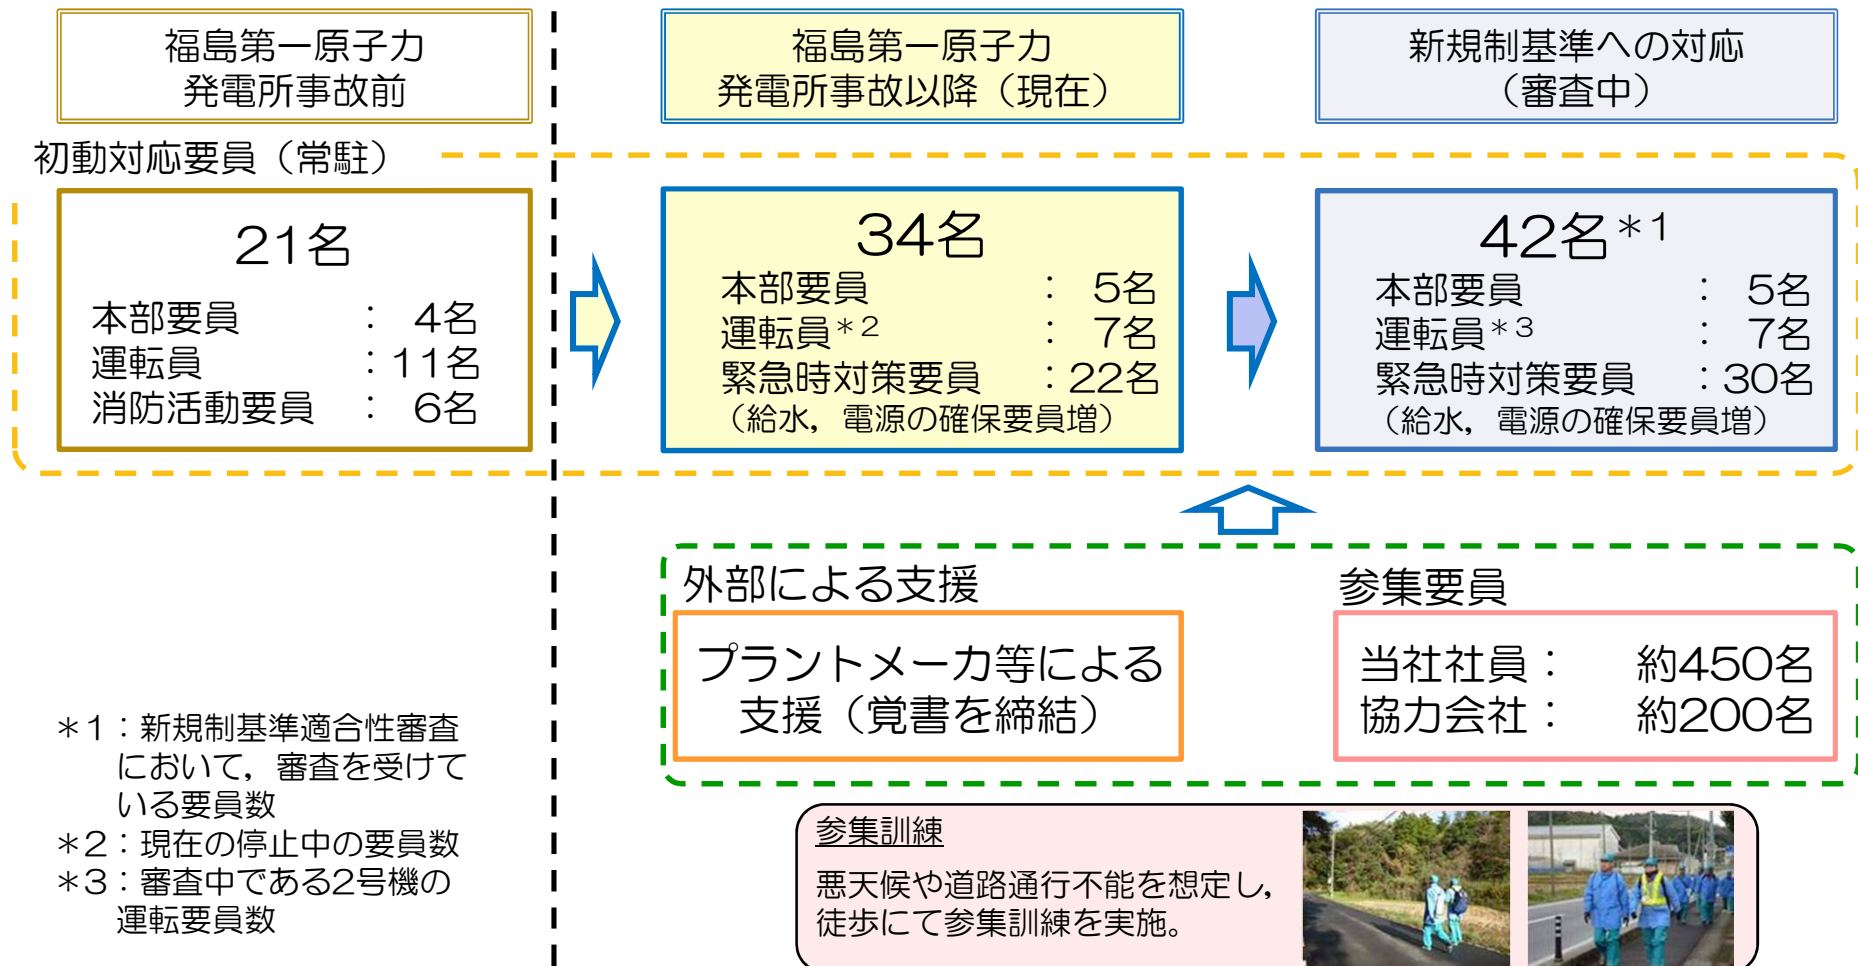 福島第一原子力
発電所事故前
福島第一原子力
発電所事故以降（現在）
新規制基準への対応
（審査中）
初動対応要員（常駐）
21名
本部要員　　：　4名
運転員　　　：11名
消防活動要員　：　6名
34名
本部要員　　　　：　5名
運転員＊2　　　　：　7名
緊急時対策要員　：22名
（給水，電源の確保要員増）
42名＊1
本部要員　　　　：　5名
運転員＊3　　　　：　7名
緊急時対策要員　：30名
（給水，電源の確保要員増）
外部による支援
プラントメーカ等による
支援（覚書を締結）
参集要員
当社社員：　約450名
協力会社：　約200名
＊1：新規制基準適合性審査
において，審査を受けて
いる要員数
＊2：現在の停止中の要員数
＊3：審査中である2号機の
運転要員数
参集訓練
悪天候や道路通行不能を想定し，
徒歩にて参集訓練を実施。